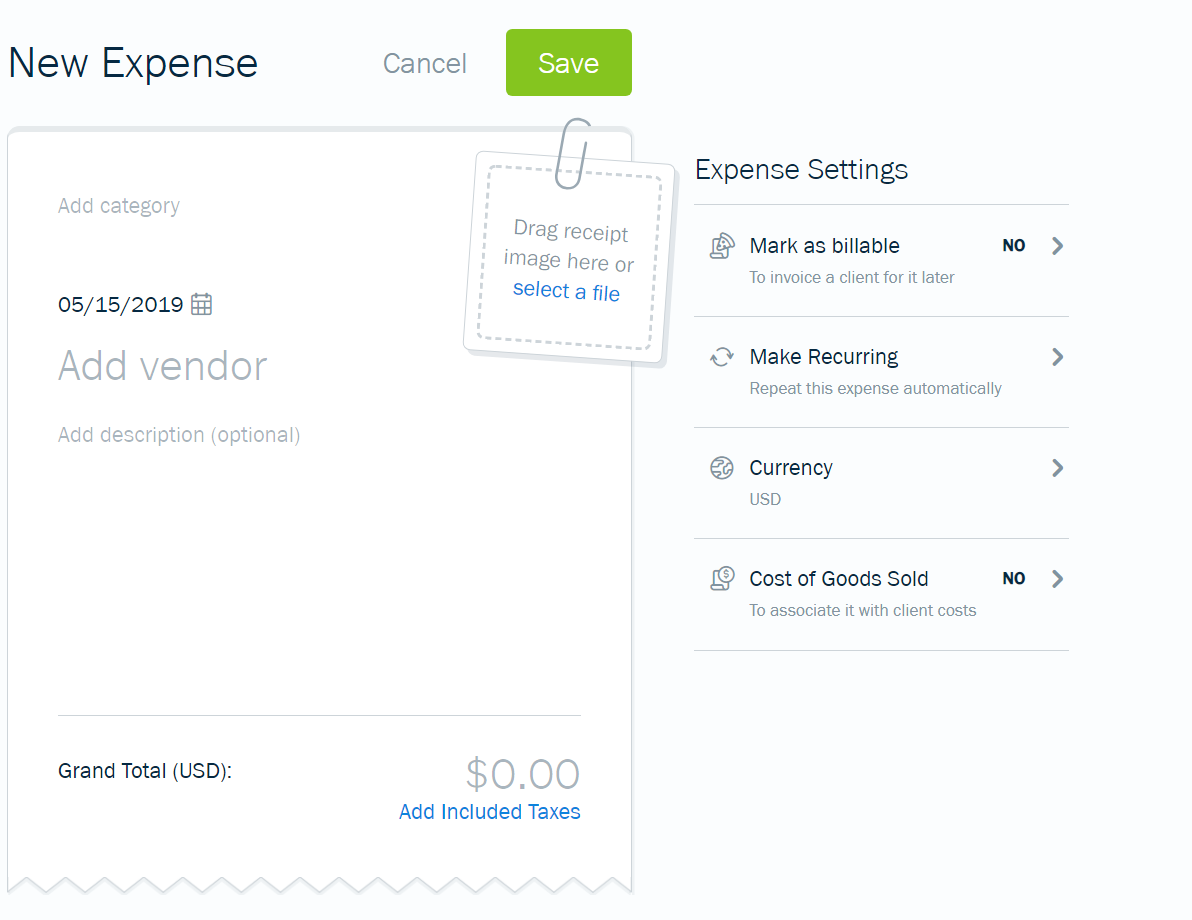 New Expense
Cancel
Save
Add category
Drag receipt
image here or
select a file
05/15/2019
Add vendor
Add description (optional)
Grand Total (USD):
$0.00
Add Included Taxes
Expense Settings
Mark as billable
NO
To invoice a client for it later
Make Recurring
Repeat this expense automatically
Currency
USD
Cost of Goods Sold
NO
To associate it with client costs